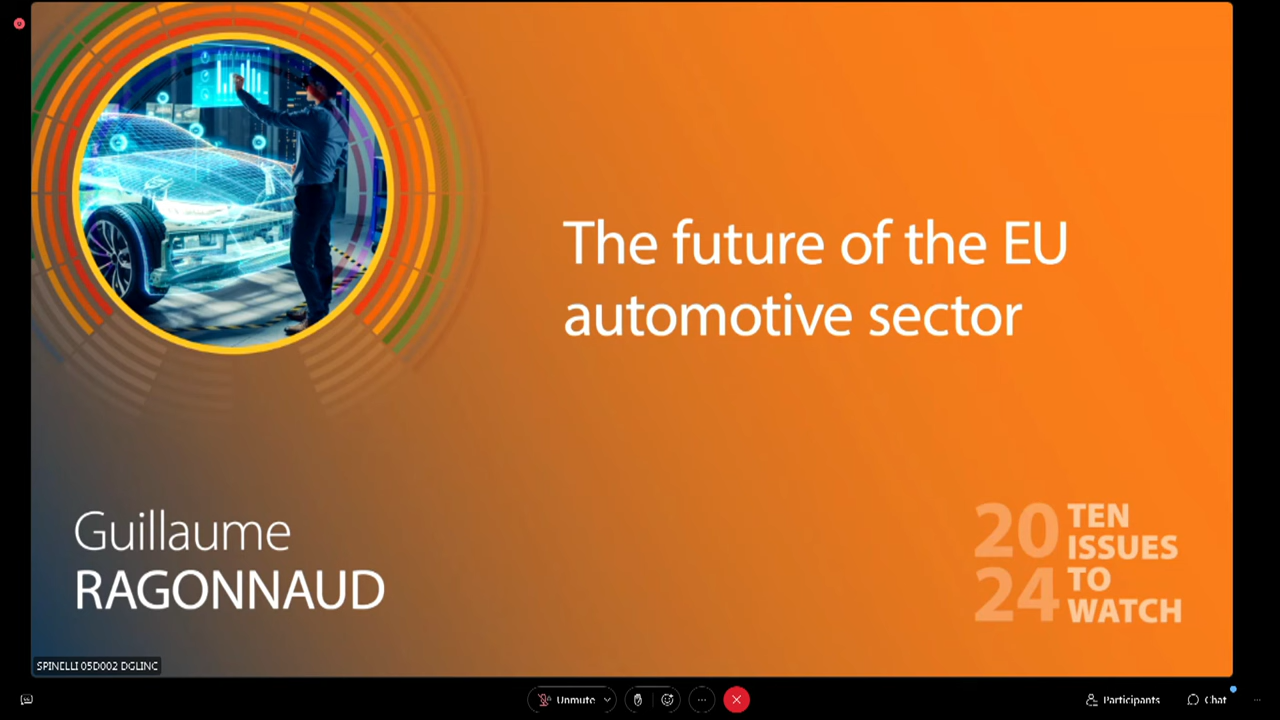 The future of the EU
automotive sector
Guillaume
RAGONNAUD
20 TEN
ISSUES
24 TO
WATCH
SPINELLI 05D002 DGLINC
Unmute
Participants
Chat